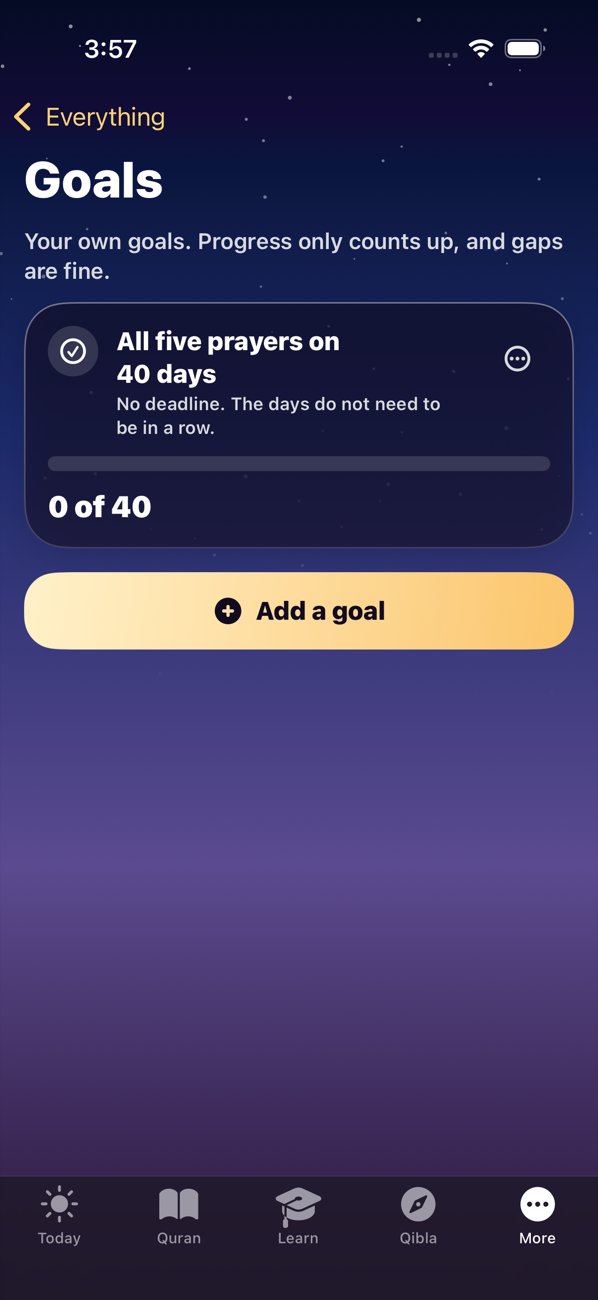 3:57
Everything
Goals
Your own goals. Progress only counts up, and gaps
are fine.
All five prayers on
40 days
No deadline. The days do not need to
be in a row.
0 of 40
Add a goal
Today
Quran
Learn
Qibla
More